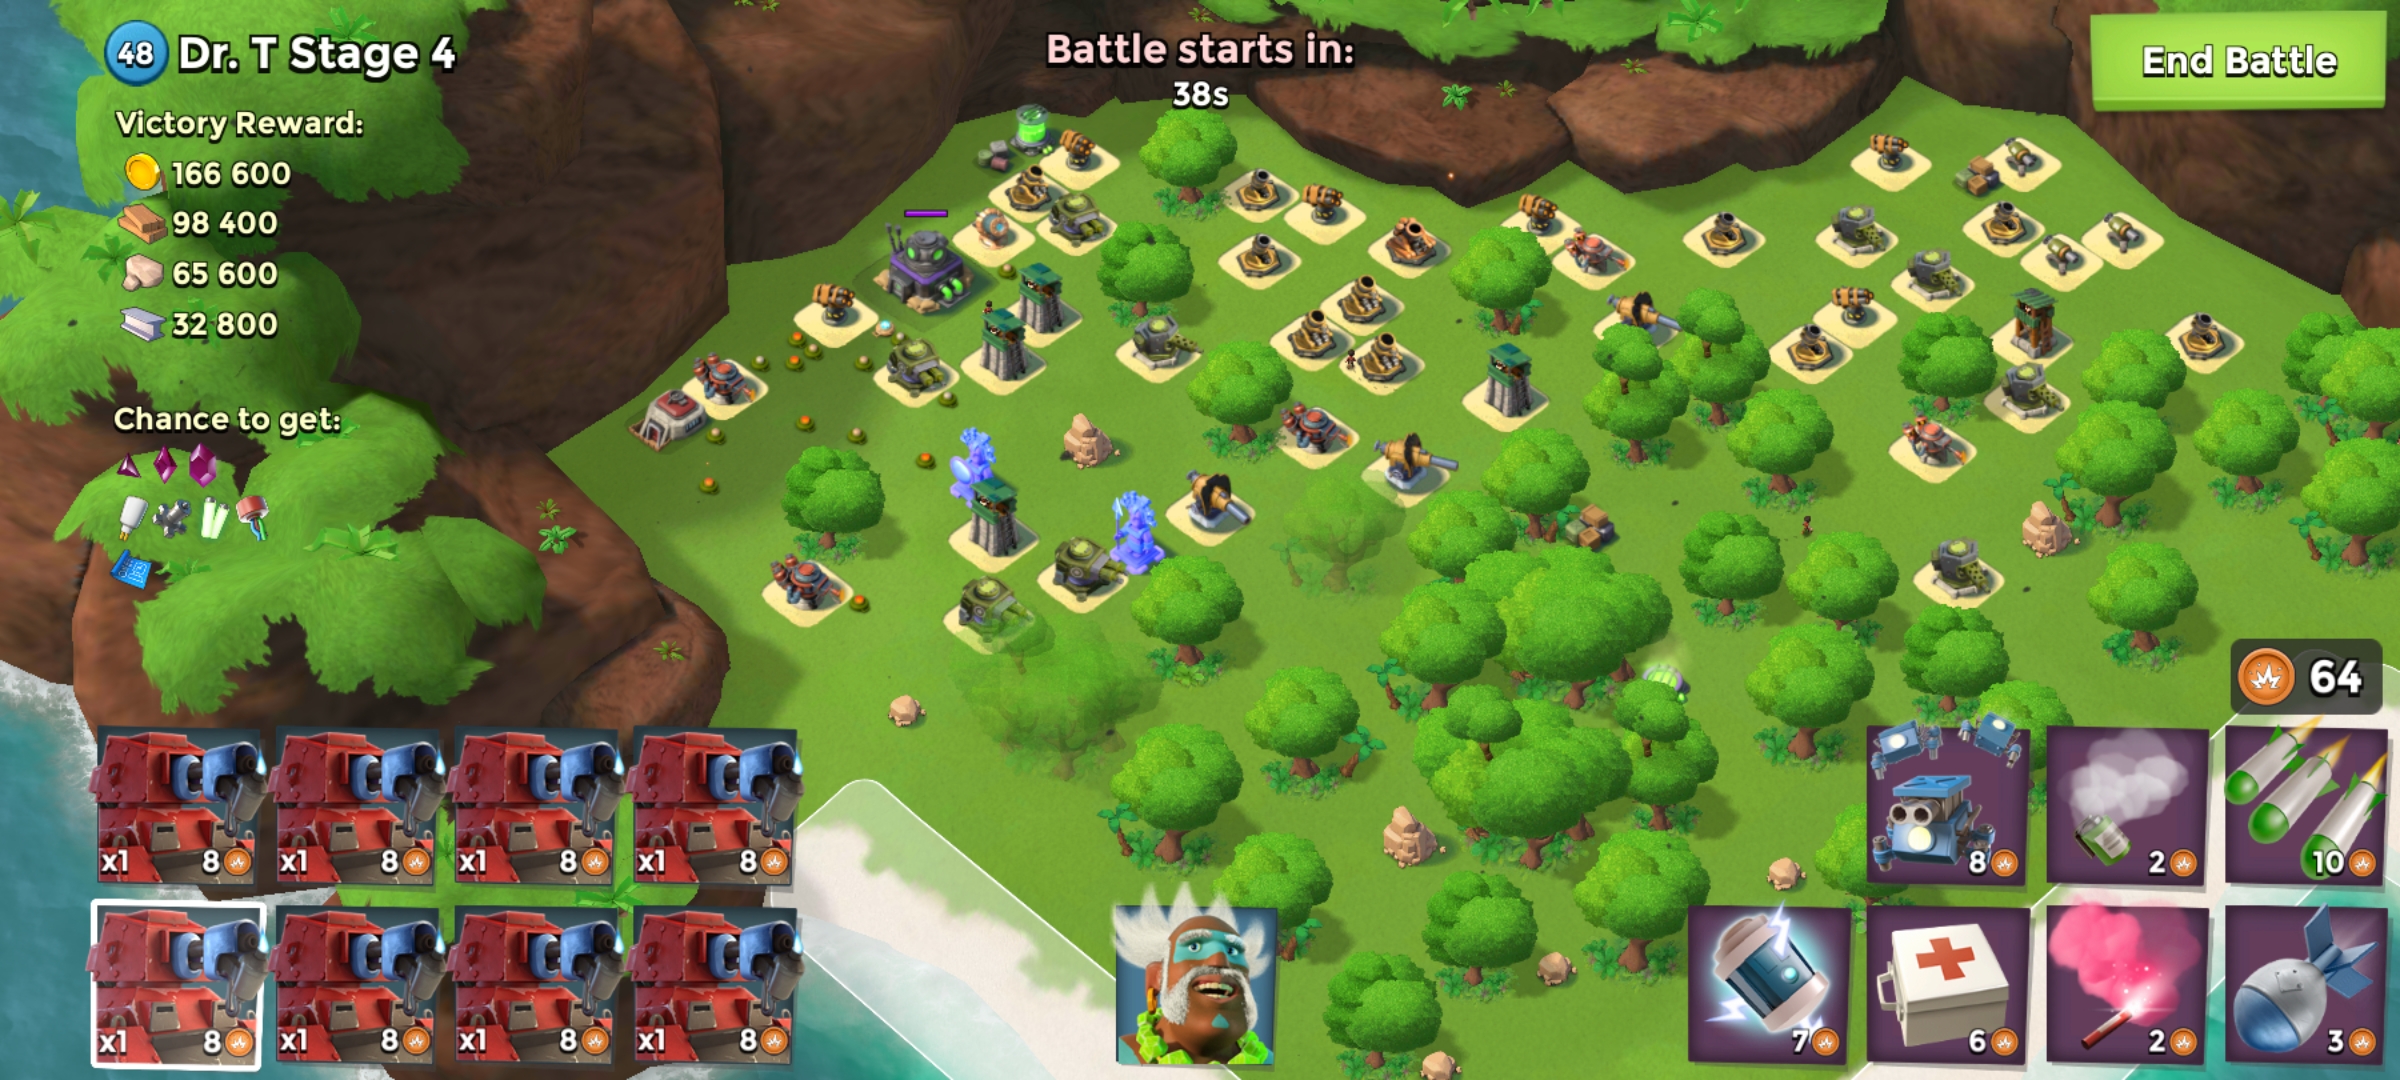 48 Dr. T Stage 4
Victory Reward:
166 600
98 400
65 600
32 800
Chance to get:
Battle starts in:
38s
End Battle
64
x1 8
x1 8
x1 8
x1 8
8
2
10
x1 8
x1 8
x1 8
x1 8
7
6
2
3